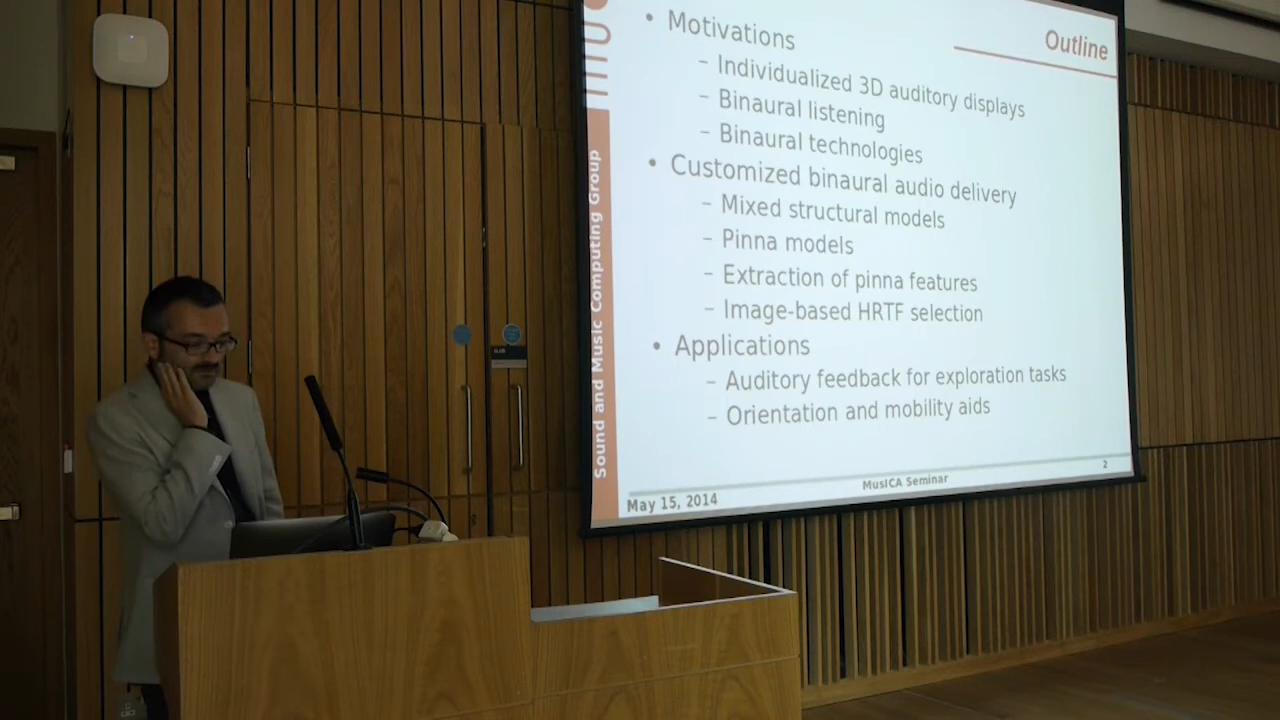 Outline
• Motivations
– Individualized 3D auditory displays
– Binaural listening
– Binaural technologies
• Customized binaural audio delivery
– Mixed structural models
– Pinna models
– Extraction of pinna features
– Image-based HRTF selection
• Applications
– Auditory feedback for exploration tasks
– Orientation and mobility aids
Sound and Music Computing Group
May 15, 2014
MusICA Seminar
2